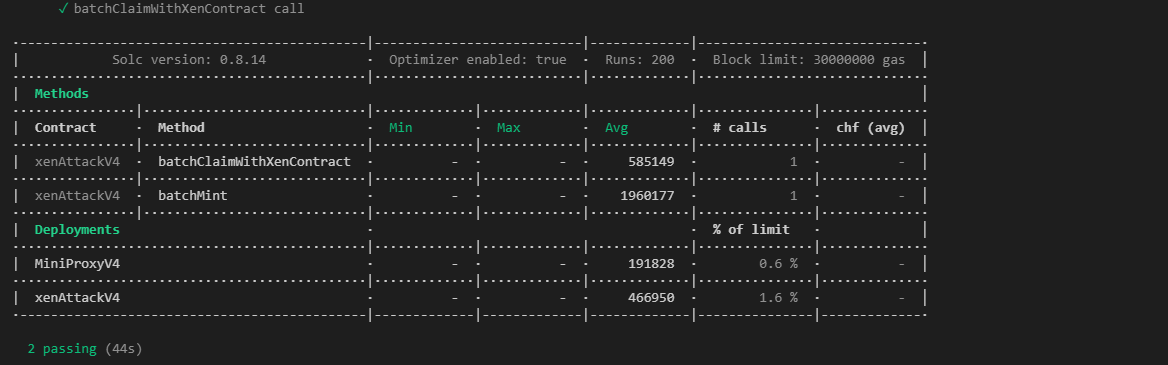 ✓ batchClaimWithXenContract call
Solc version: 0.8.14 · Optimizer enabled: true · Runs: 200 · Block limit: 30000000 gas
Methods
Contract · Method · Min · Max · Avg · # calls · chf (avg)
xenAttackV4 · batchClaimWithXenContract · - · - · 585149 · 1 · -
xenAttackV4 · batchMint · - · - · 1960177 · 1 · -
Deployments · % of limit ·
MiniProxyV4 · - · - · 191828 · 0.6 % · -
xenAttackV4 · - · - · 466950 · 1.6 % · -
2 passing (44s)